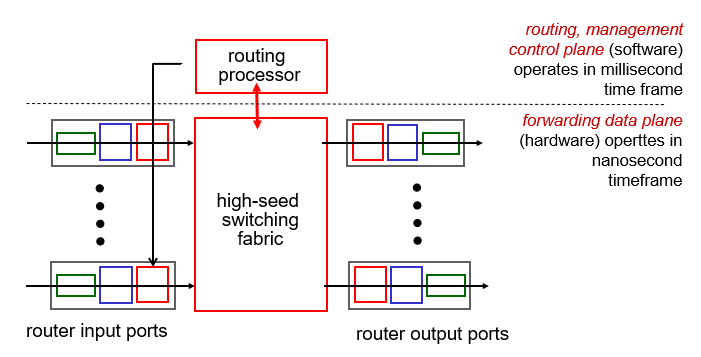 routing, management
control plane (software)
operates in millisecond
time frame
routing
processor
forwarding data plane
(hardware) operttes in
nanosecond
timeframe
high-seed
switching
fabric
router input ports
router output ports